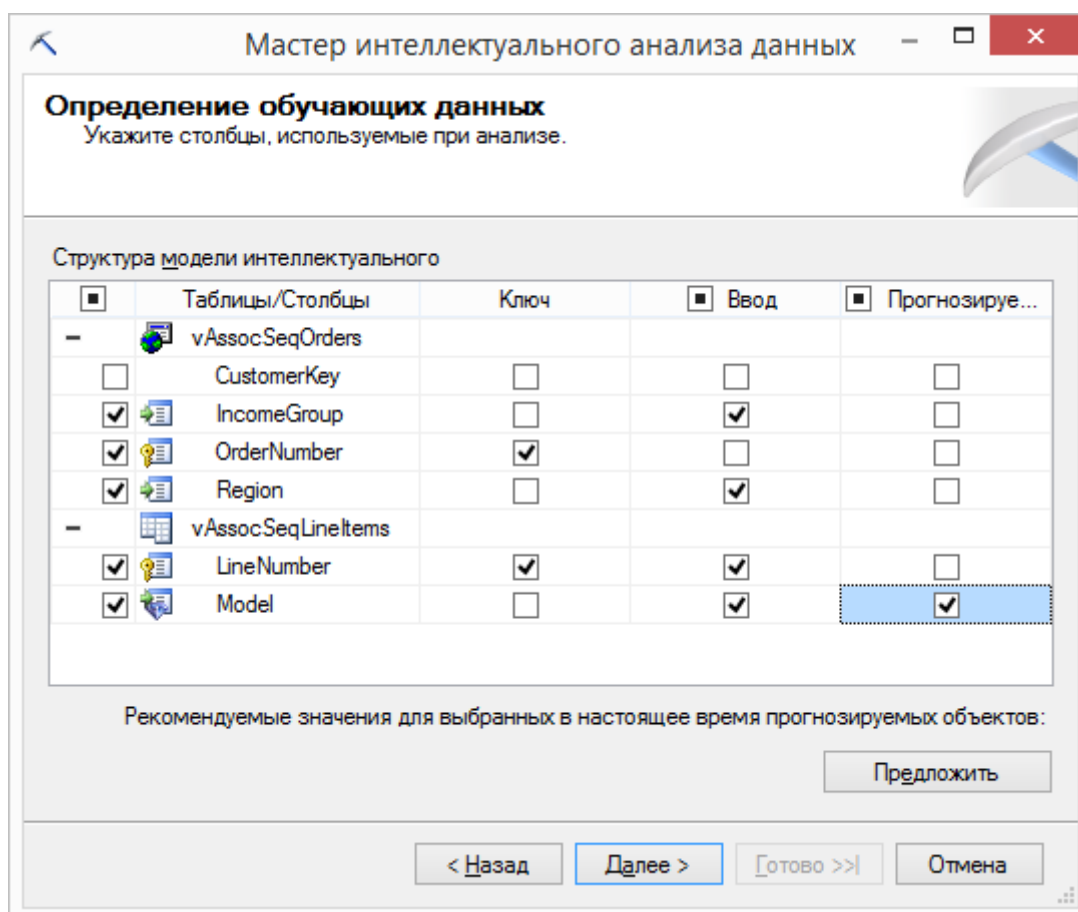 Мастер интеллектуального анализа данных
Определение обучающих данных
Укажите столбцы, используемые при анализе.
Структура модели интеллектуального
Таблицы/Столбцы Ключ Ввод Прогнозируе...
vAssocSeqOrders
CustomerKey
IncomeGroup
OrderNumber
Region
vAssocSeqLineItems
LineNumber
Model
Рекомендуемые значения для выбранных в настоящее время прогнозируемых объектов:
Предложить
< Назад Далее > Готово >>| Отмена